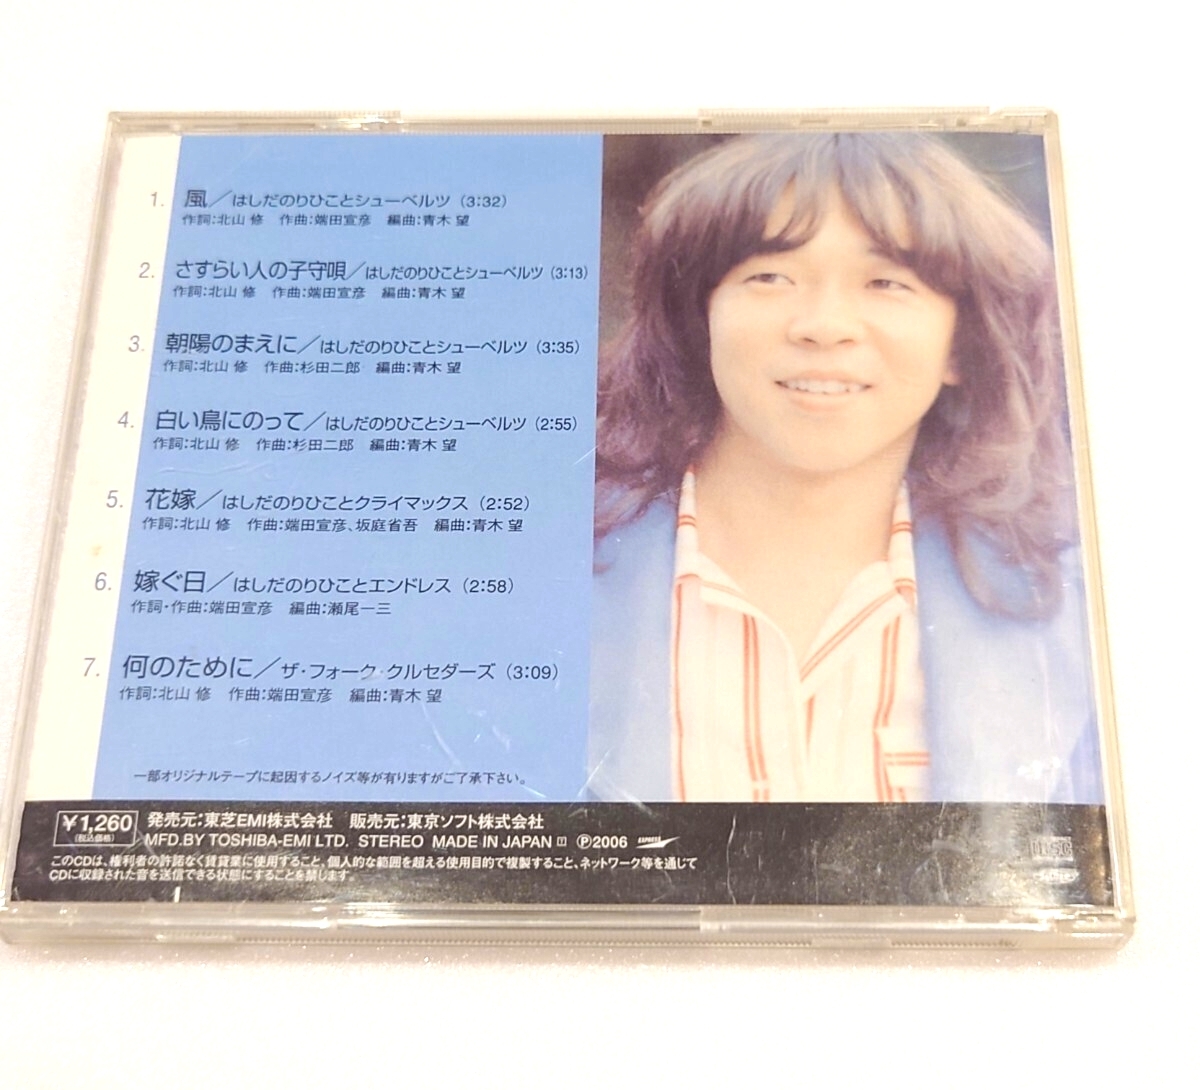 1. 風／はしだのりひことシューベルツ（3:32）
作詞：北山 修　作曲：端田宣彦　編曲：青木 望
2. さすらい人の子守唄／はしだのりひことシューベルツ（3:13）
作詞：北山 修　作曲：端田宣彦　編曲：青木 望
3. 朝陽のまえに／はしだのりひことシューベルツ（3:35）
作詞：北山 修　作曲：杉田二郎　編曲：青木 望
4. 白い鳥にのって／はしだのりひことシューベルツ（2:55）
作詞：北山 修　作曲：杉田二郎　編曲：青木 望
5. 花嫁／はしだのりひことクライマックス（2:52）
作詞：北山 修　作曲：端田宣彦、坂庭省吾　編曲：青木 望
6. 嫁ぐ日／はしだのりひことエンドレス（2:58）
作詞・作曲：端田宣彦　編曲：瀬尾一三
7. 何のために／ザ・フォーク・クルセダーズ（3:09）
作詞：北山 修　作曲：端田宣彦　編曲：青木 望
一部オリジナルテープに起因するノイズ等が有りますがご了承下さい。
¥1,260
(税込価格)
発売元：東芝EMI株式会社　販売元：東京ソフト株式会社
MFD.BY TOSHIBA-EMI LTD. STEREO MADE IN JAPAN Ⓟ2006 EXPRESS
このCDは、権利者の許諾なく賃貸業に使用すること、個人的な範囲を超える使用目的で複製すること、ネットワーク等を通じて
CDに収録された音を送信できる状態にすることを禁じます。